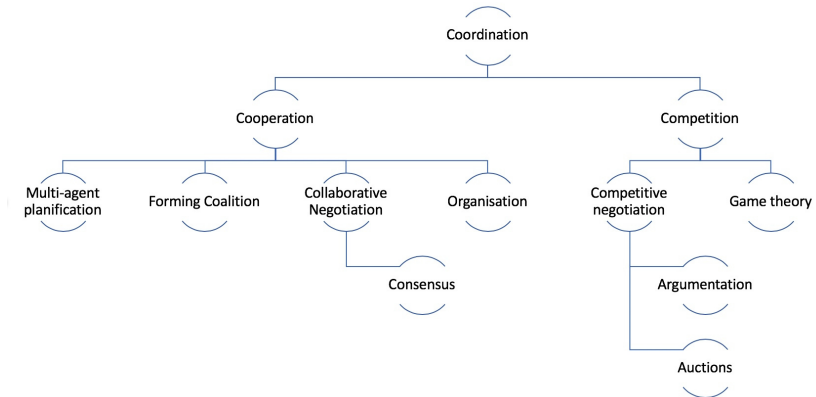 Coordination
Cooperation
Competition
Multi-agent
planification
Forming Coalition
Collaborative
Negotiation
Organisation
Competitive
negotiation
Game theory
Consensus
Argumentation
Auctions